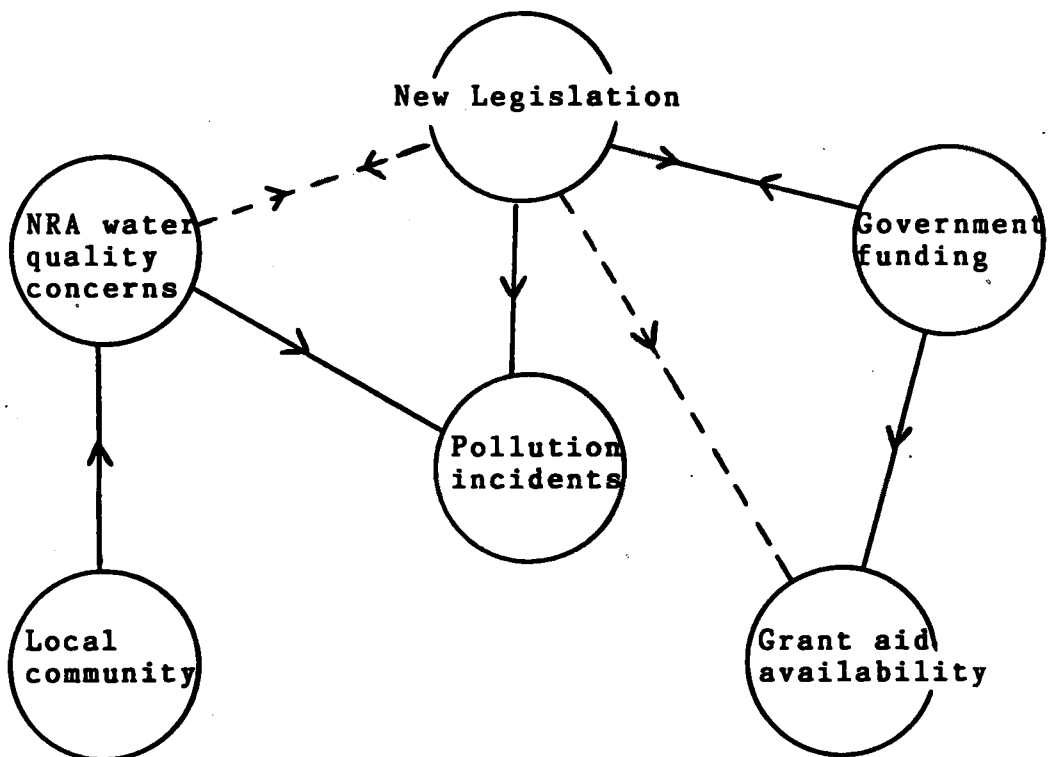 New Legislation
NRA water
quality
concerns
Government
funding
Pollution
incidents
Local
community
Grant aid
availability